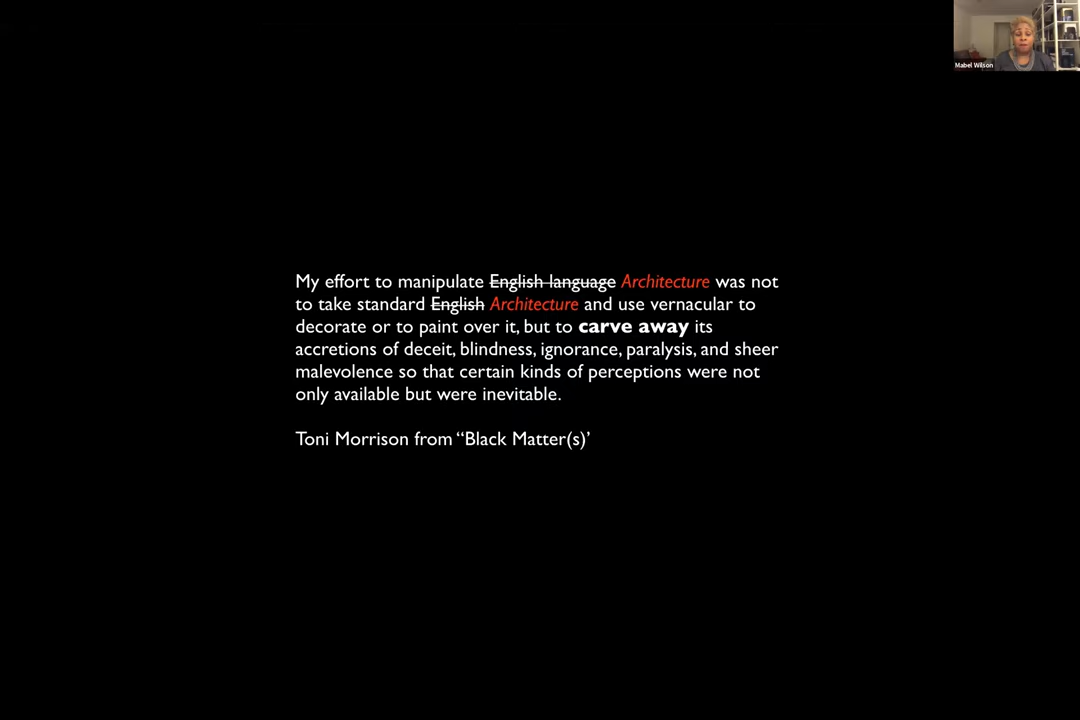 Mabel Wilson
My effort to manipulate English language Architecture was not
to take standard English Architecture and use vernacular to
decorate or to paint over it, but to carve away its
accretions of deceit, blindness, ignorance, paralysis, and sheer
malevolence so that certain kinds of perceptions were not
only available but were inevitable.
Toni Morrison from “Black Matter(s)’